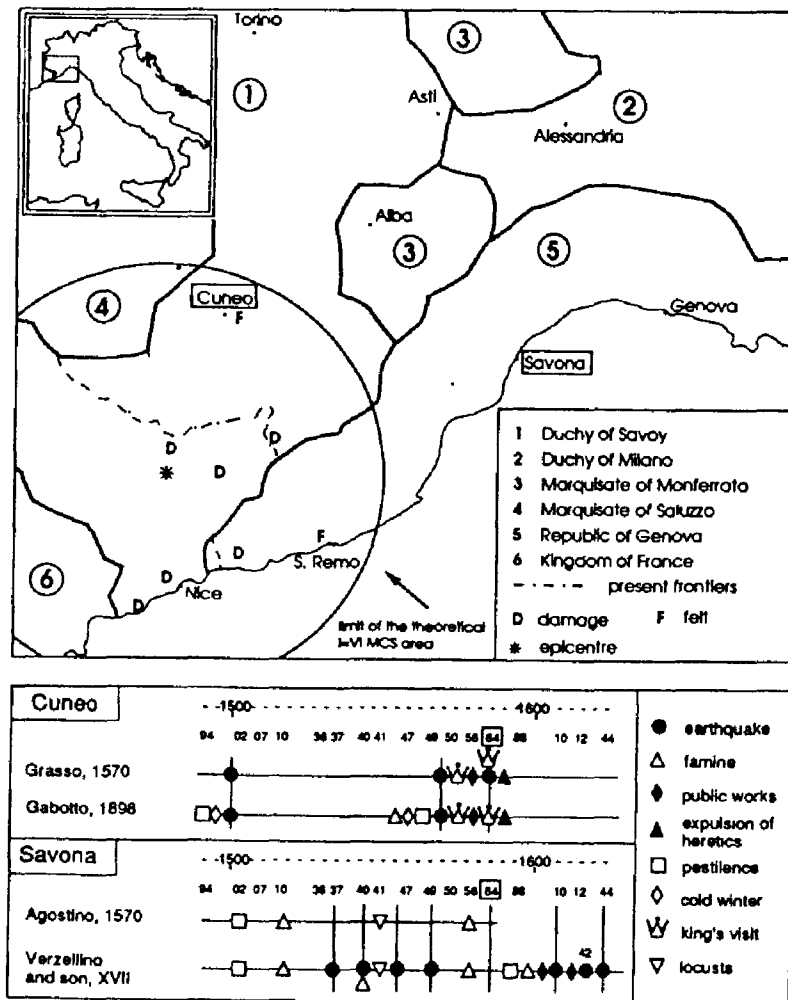 Torino
3
1
2
Asti
Alessandria
Alba
3
5
4
Cuneo
F
Genova
Savona
D
D
D
1 Duchy of Savoy
2 Duchy of Milano
3 Marquisate of Monferrato
4 Marquisate of Saluzzo
5 Republic of Genova
6 Kingdom of France
present frontiers
D damage F felt
epicentre
F
D
S. Remo
6
D
Nice
D
limit of the theoretical
I=VI MCS area
Cuneo
1500 1600
94 02 07 10 36 37 40 41 47 49 50 56 64 10 12 44
Grasso, 1570
Gabotto, 1898
Savona
1500 1600
94 02 07 10 36 37 40 41 47 49 56 64 10 12 44
Agostino, 1570
42
Verzellino
and son, XVII
earthquake
famine
public works
expulsion of
heretics
pestilence
cold winter
king's visit
locusts